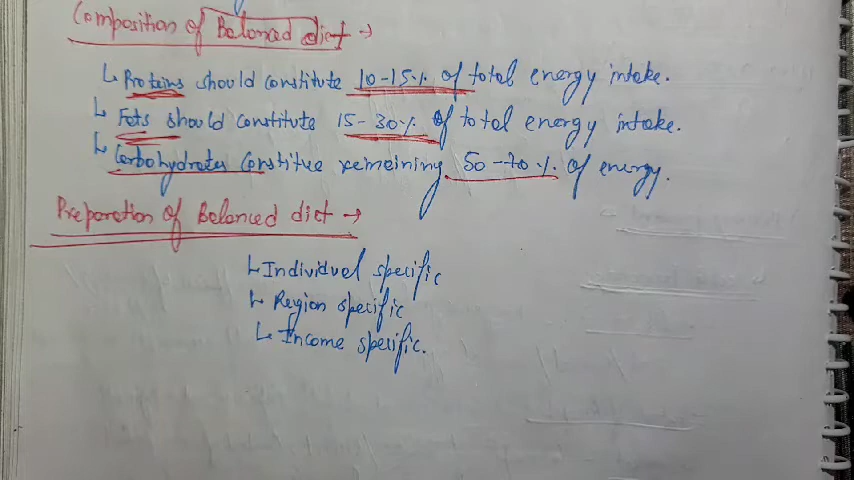 Composition of Balanced diet →
↳ Proteins should constitute 10-15% of total energy intake.
↳ Fats should constitute 15-30% of total energy intake.
↳ Carbohydrates constitue remaining 50-70% of energy.
Preparation of Balanced diet →
↳ Individual specific
↳ Region specific
↳ Income specific.